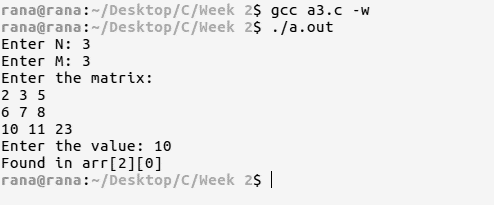 rana@rana:~/Desktop/C/Week 2$ gcc a3.c -w
rana@rana:~/Desktop/C/Week 2$ ./a.out
Enter N: 3
Enter M: 3
Enter the matrix:
2 3 5
6 7 8
10 11 23
Enter the value: 10
Found in arr[2][0]
rana@rana:~/Desktop/C/Week 2$